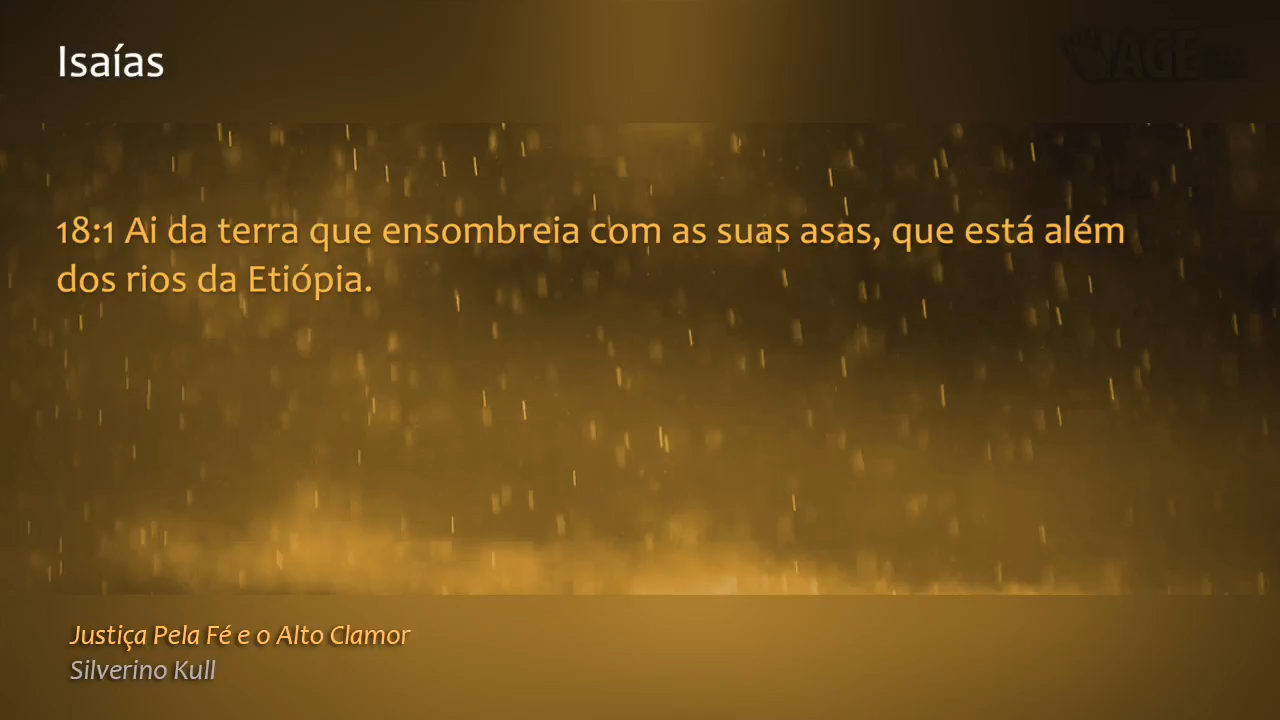 Isaías
18:1 Ai da terra que ensombreia com as suas asas, que está além
dos rios da Etiópia.
Justiça Pela Fé e o Alto Clamor
Silverino Kull